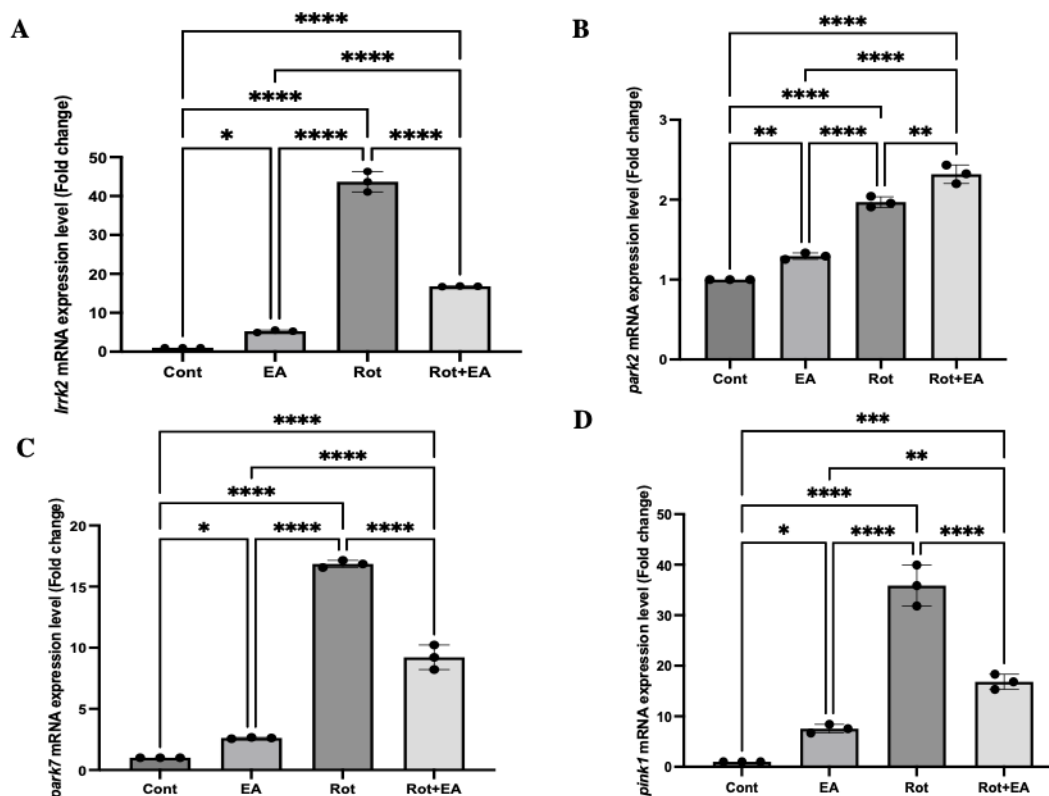 A
****
****
****
* **** ****
lrrk2 mRNA expression level (Fold change)
50
40
30
20
10
0
Cont EA Rot Rot+EA
B
****
****
****
** **** **
park2 mRNA expression level (Fold change)
3
2
1
0
Cont EA Rot Rot+EA
C
****
****
****
* **** ****
park7 mRNA expression level (Fold change)
20
15
10
5
0
Cont EA Rot Rot+EA
D
***
**
****
* **** ****
pink1 mRNA expression level (Fold change)
50
40
30
20
10
0
Cont EA Rot Rot+EA